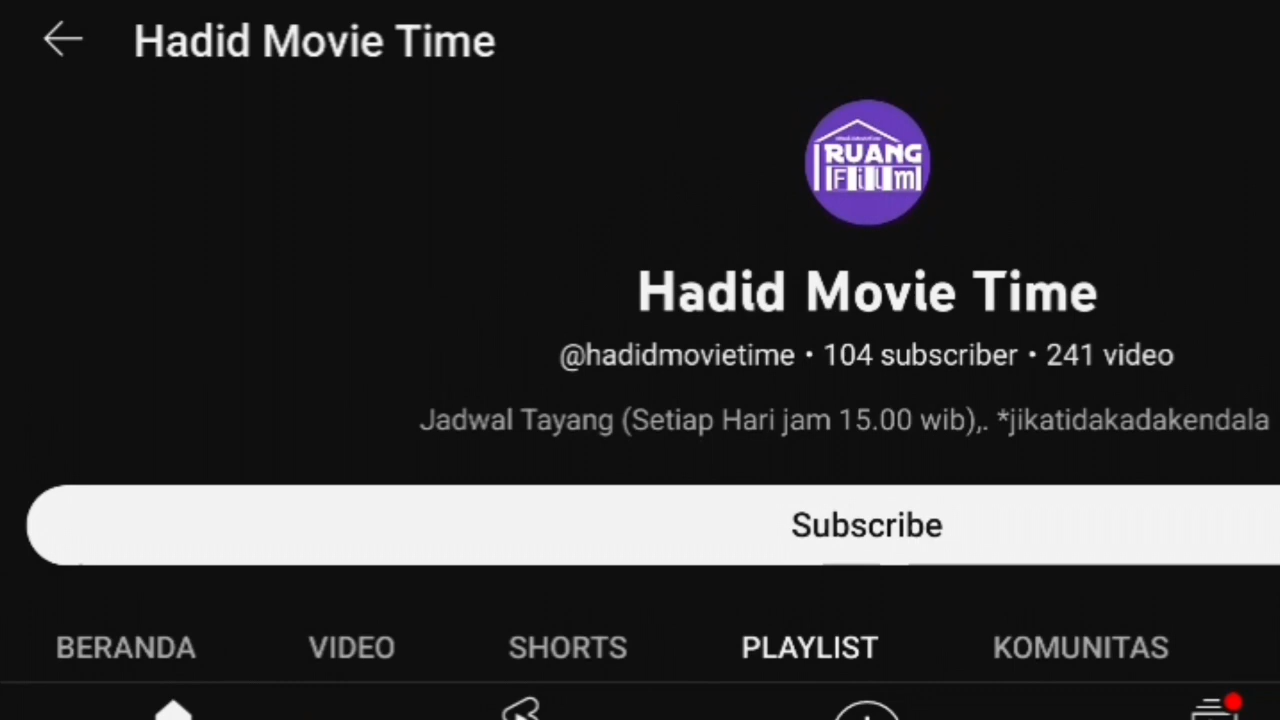 Hadid Movie Time
RUANG
Film
Hadid Movie Time
@hadidmovietime • 104 subscriber • 241 video
Jadwal Tayang (Setiap Hari jam 15.00 wib),. *jikatidakadakendala
Subscribe
BERANDA VIDEO SHORTS PLAYLIST KOMUNITAS